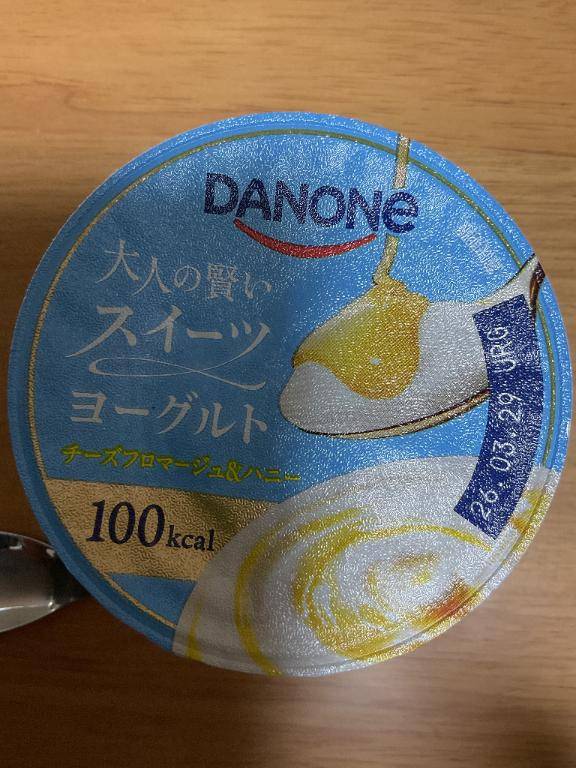 DANONE
大人の賢い
スイーツ
ヨーグルト
チーズフロマージュ&ハニー
100kcal
26.03.29 JRG